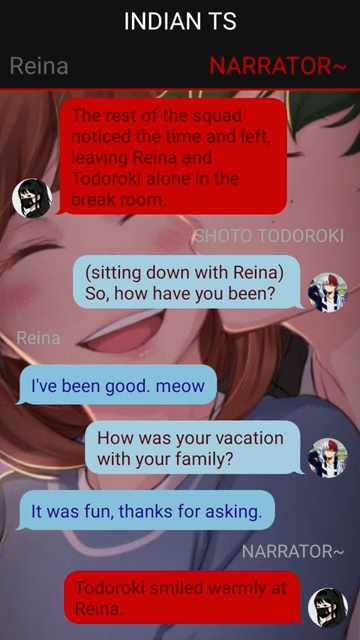 INDIAN TS
Reina NARRATOR~
The rest of the squad
noticed the time and left,
leaving Reina and
Todoroki alone in the
break room.
SHOTO TODOROKI
(sitting down with Reina)
So, how have you been?
Reina
I've been good. meow
How was your vacation
with your family?
It was fun, thanks for asking.
NARRATOR~
Todoroki smiled warmly at
Reina.